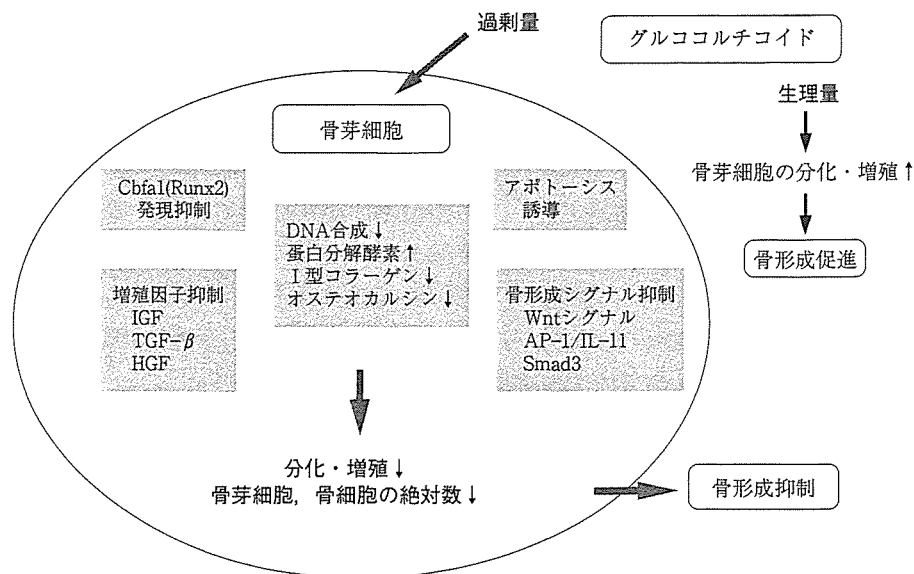 過剰量
グルココルチコイド
生理量
骨芽細胞の分化・増殖↑
骨形成促進
骨芽細胞
Cbfa1(Runx2)
発現抑制
DNA合成↓
蛋白分解酵素↑
Ⅰ型コラーゲン↓
オステオカルシン↓
アポトーシス
誘導
増殖因子抑制
IGF
TGF-β
HGF
骨形成シグナル抑制
Wntシグナル
AP-1/IL-11
Smad3
分化・増殖↓
骨芽細胞，骨細胞の絶対数↓
骨形成抑制